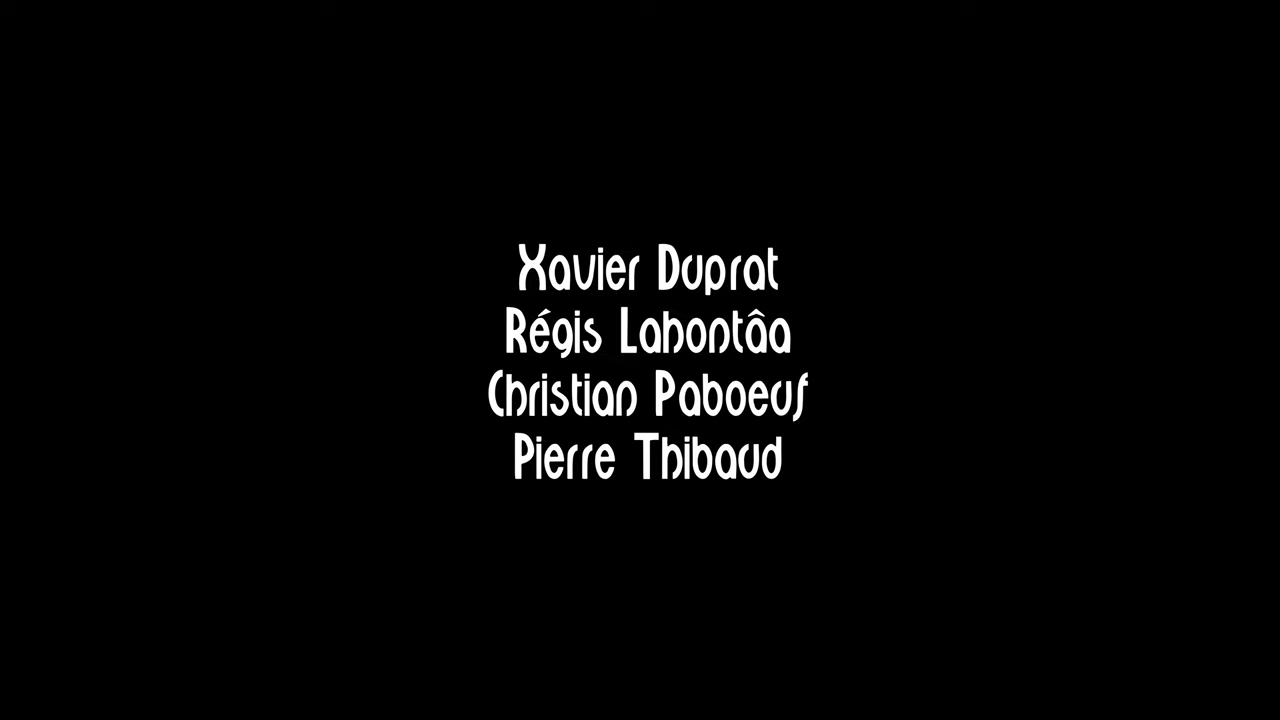 Xavier Duprat
Régis Lahontâa
Christian Paboeuf
Pierre Thibaud